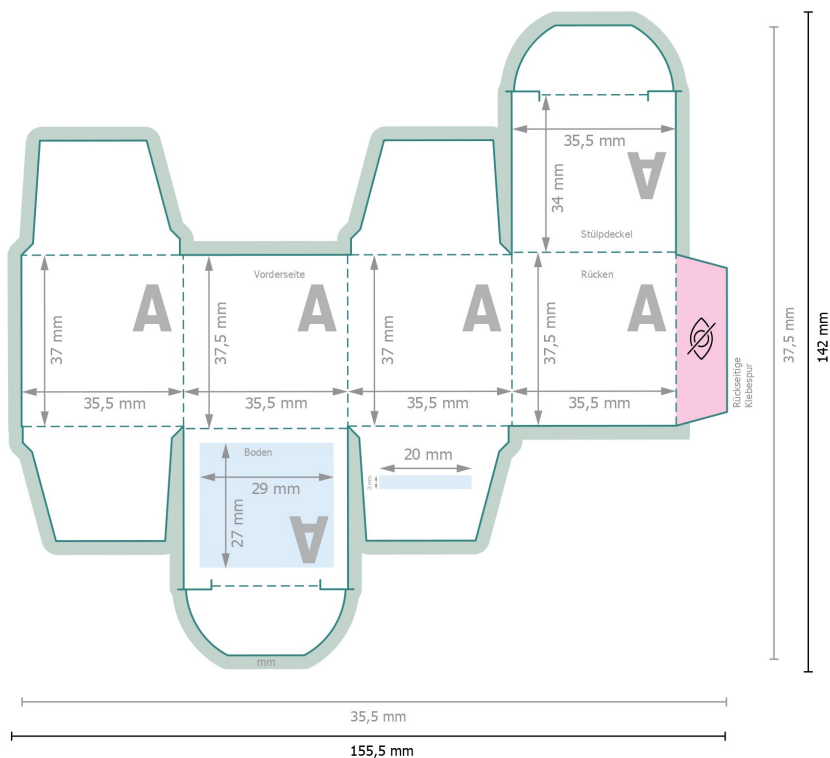 35,5 mm
34 mm
A
Stülpdeckel
Vorderseite
Rücken
A
A
A
A
37 mm
37,5 mm
37 mm
37,5 mm
35,5 mm
35,5 mm
35,5 mm
35,5 mm
Rückseitige
Klebespur
37,5 mm
142 mm
Boden
29 mm
27 mm
A
20 mm
3 mm
mm
35,5 mm
155,5 mm